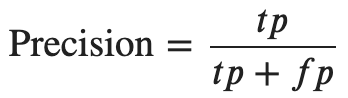 Precision = tp / (tp + fp)